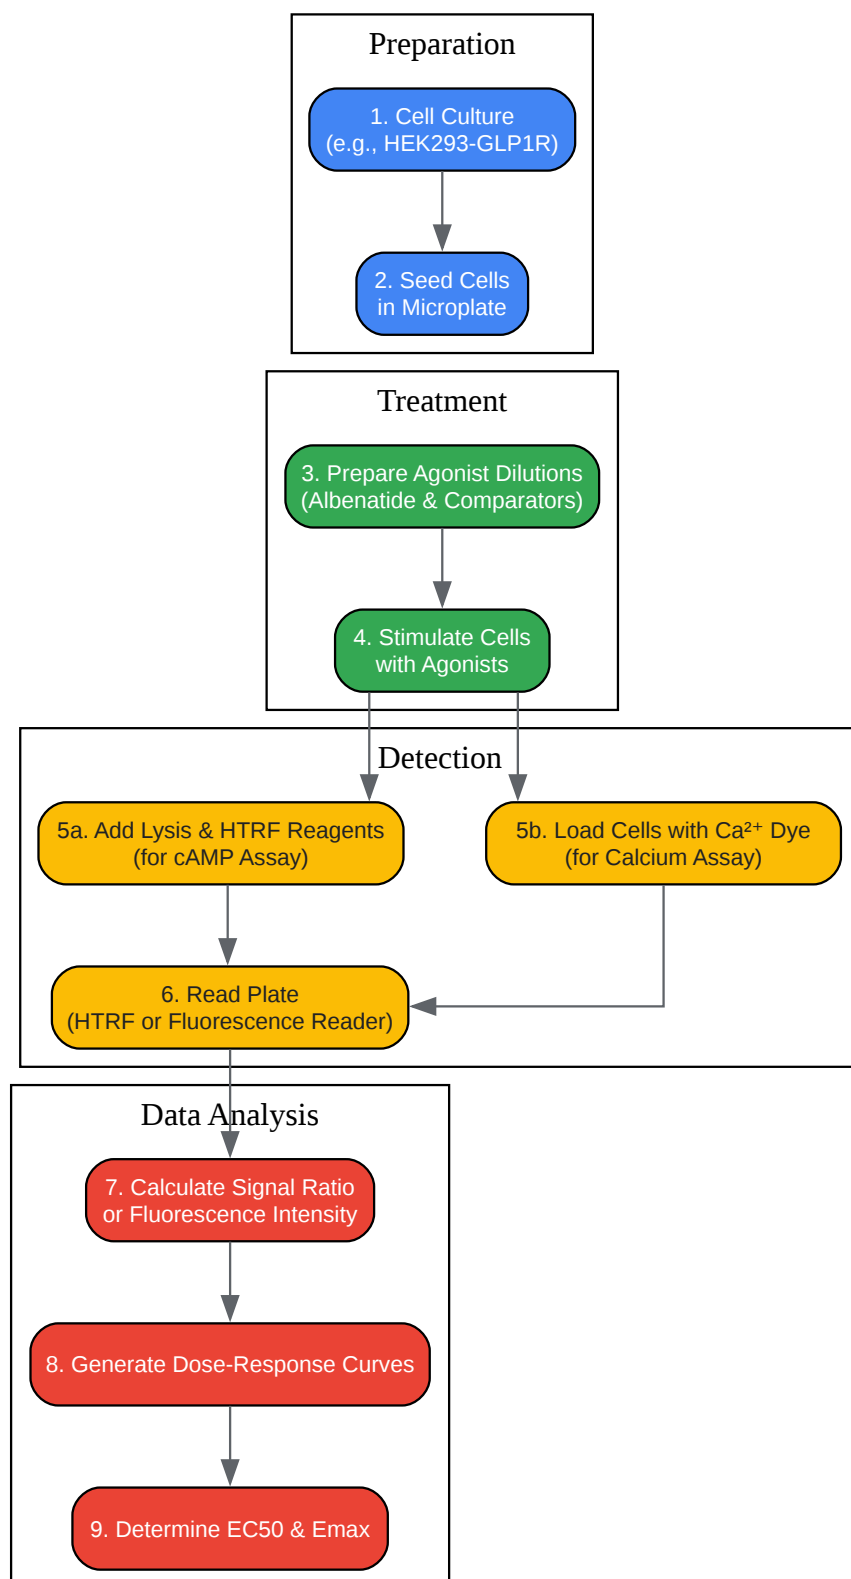 Preparation
1. Cell Culture
(e.g., HEK293-GLP1R)
2. Seed Cells
in Microplate
Treatment
3. Prepare Agonist Dilutions
(Albenatide & Comparators)
4. Stimulate Cells
with Agonists
Detection
5a. Add Lysis & HTRF Reagents
(for cAMP Assay)
5b. Load Cells with Ca²⁺ Dye
(for Calcium Assay)
6. Read Plate
(HTRF or Fluorescence Reader)
Data Analysis
7. Calculate Signal Ratio
or Fluorescence Intensity
8. Generate Dose-Response Curves
9. Determine EC50 & Emax